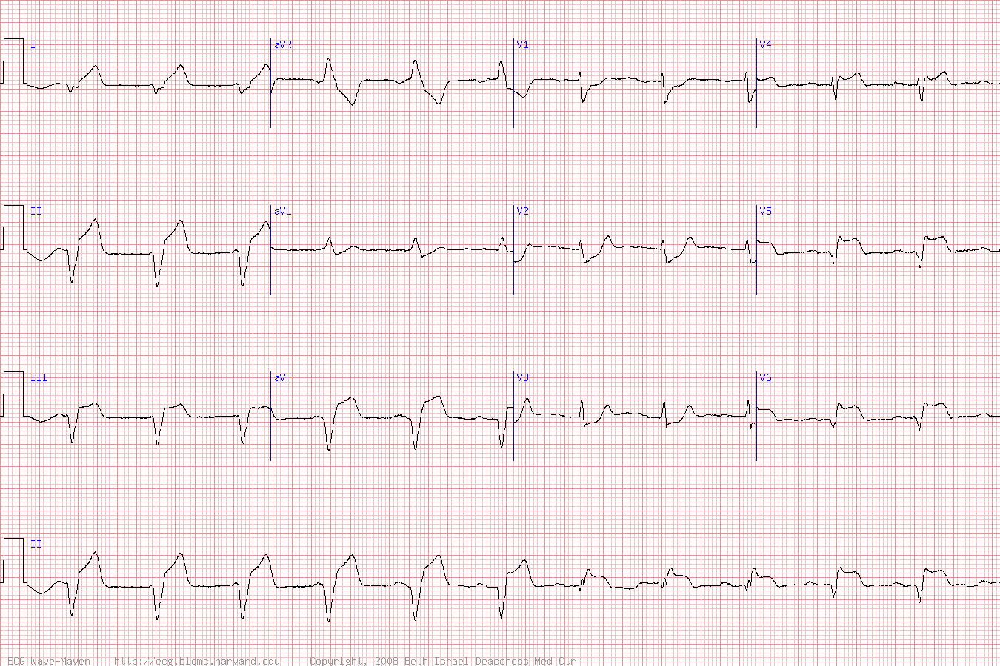 I aVR V1 V4
II aVL V2 V5
III aVF V3 V6
II
ECG Wave-Maven http://ecg.bidmc.harvard.edu Copyright, 2008 Beth Israel Deaconess Med Ctr